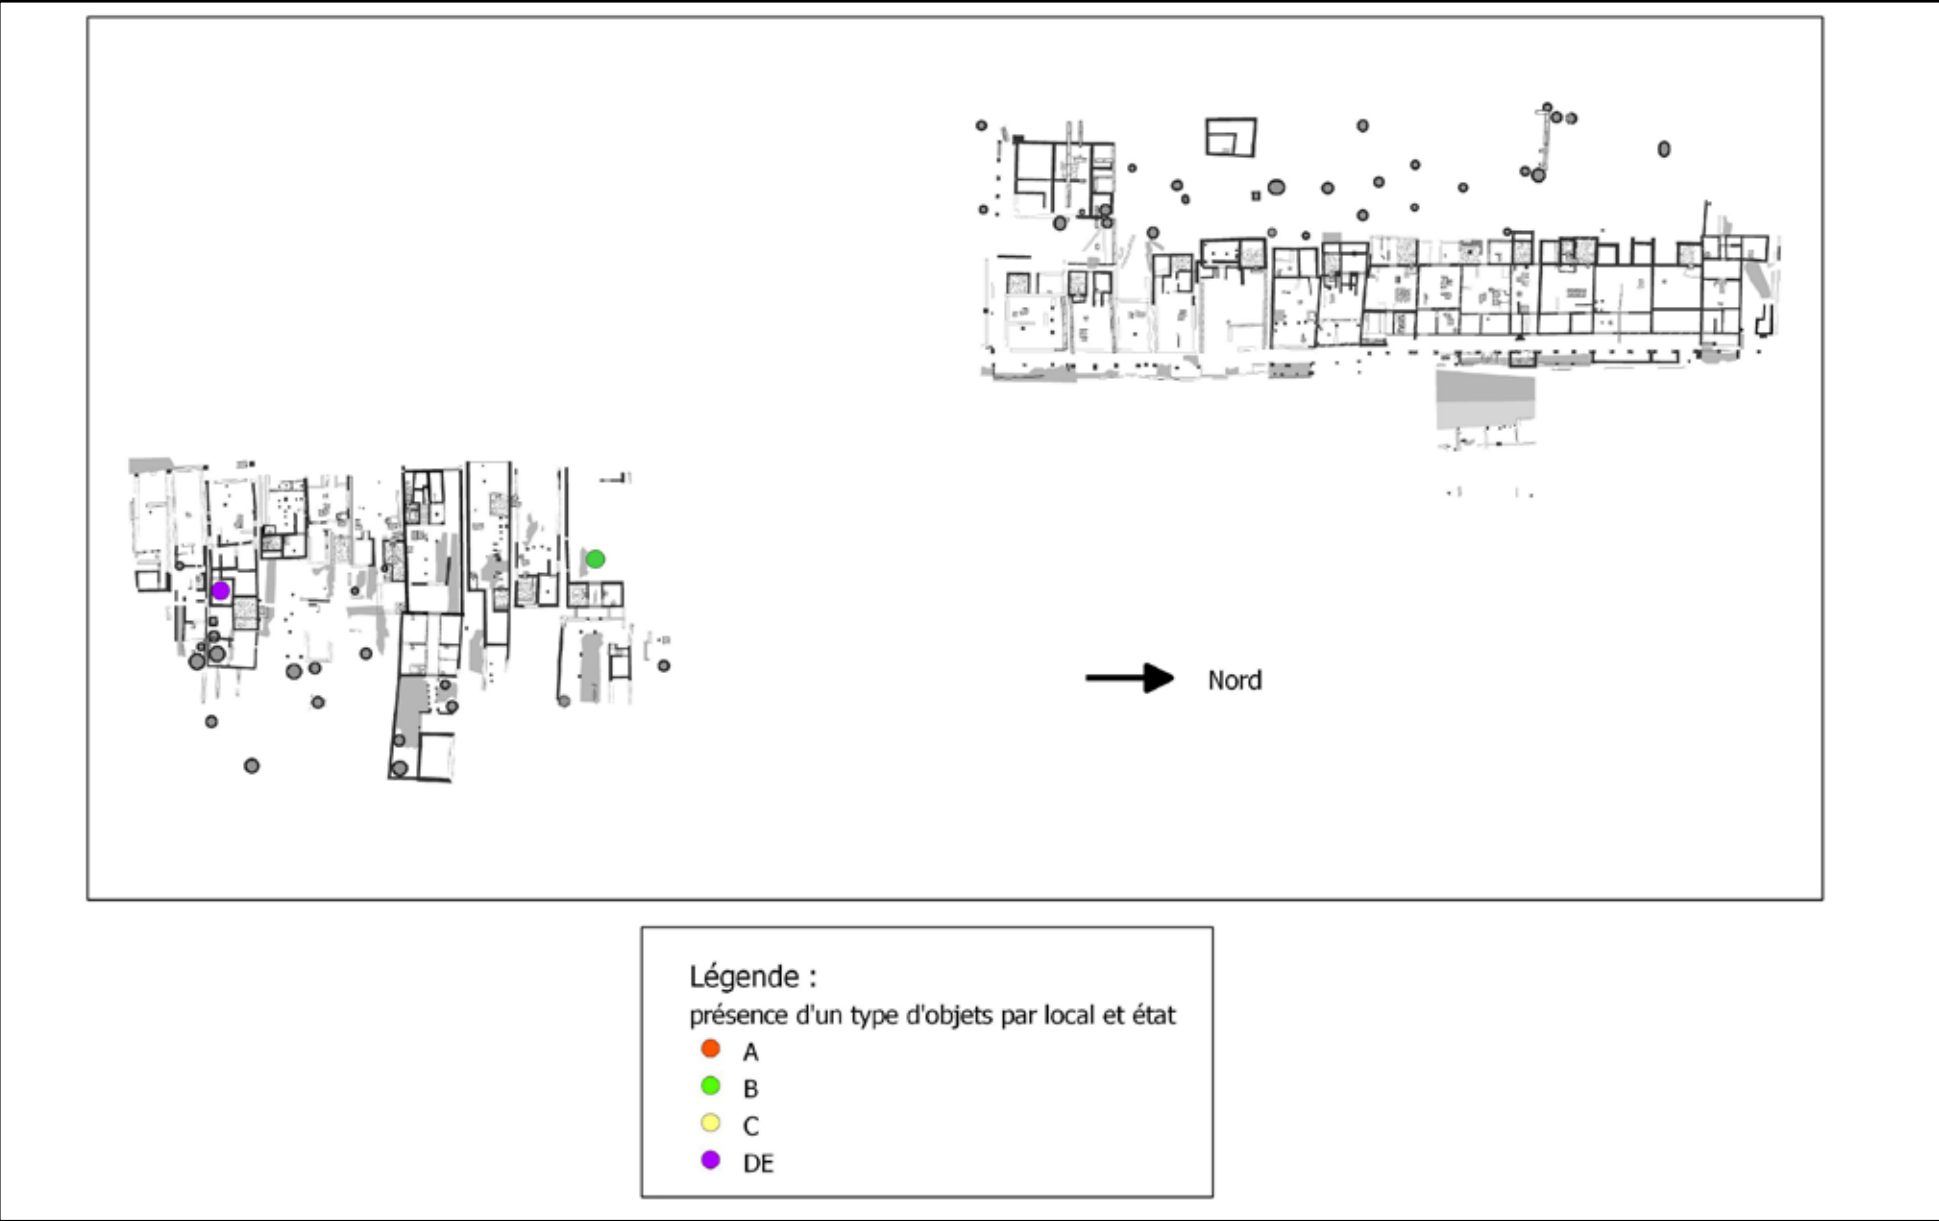 Nord
Légende :
présence d'un type d'objets par local et état
A
B
C
DE